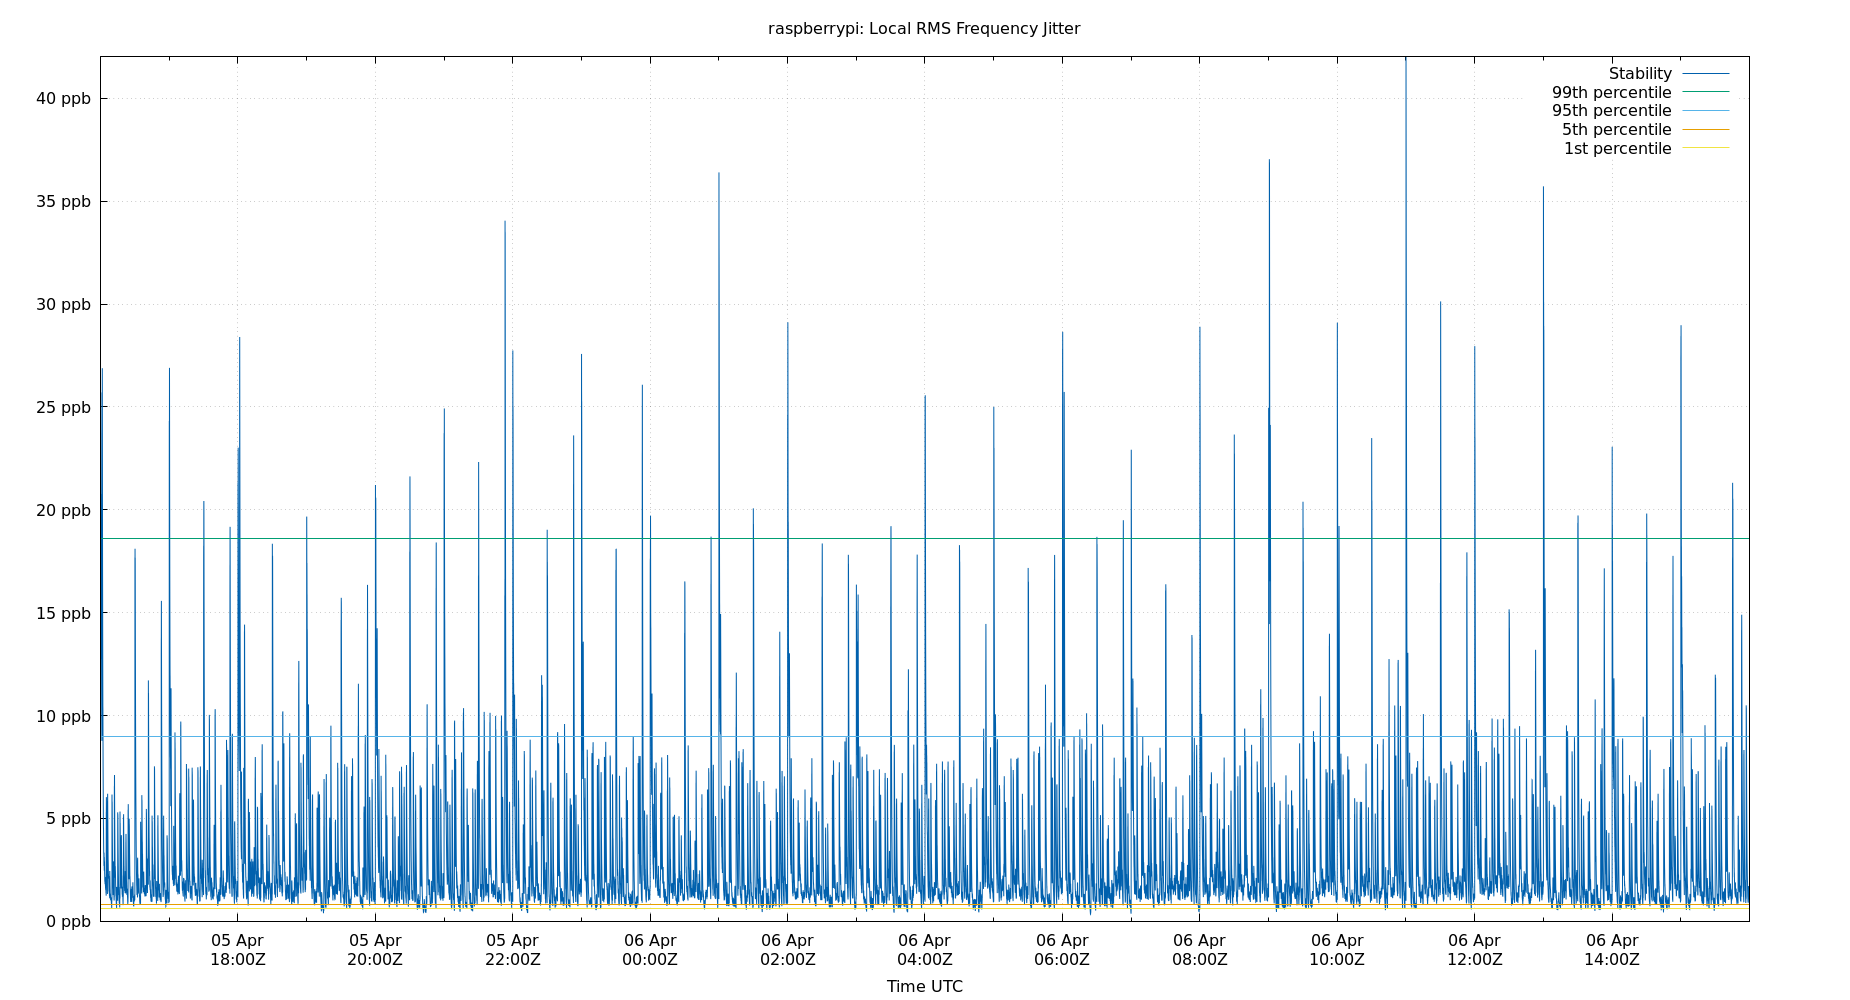 raspberrypi: Local RMS Frequency Jitter
Stability
99th percentile
95th percentile
5th percentile
1st percentile
40 ppb
35 ppb
30 ppb
25 ppb
20 ppb
15 ppb
10 ppb
5 ppb
0 ppb
05 Apr 05 Apr 05 Apr 06 Apr 06 Apr 06 Apr 06 Apr 06 Apr 06 Apr 06 Apr 06 Apr
18:00Z 20:00Z 22:00Z 00:00Z 02:00Z 04:00Z 06:00Z 08:00Z 10:00Z 12:00Z 14:00Z
Time UTC